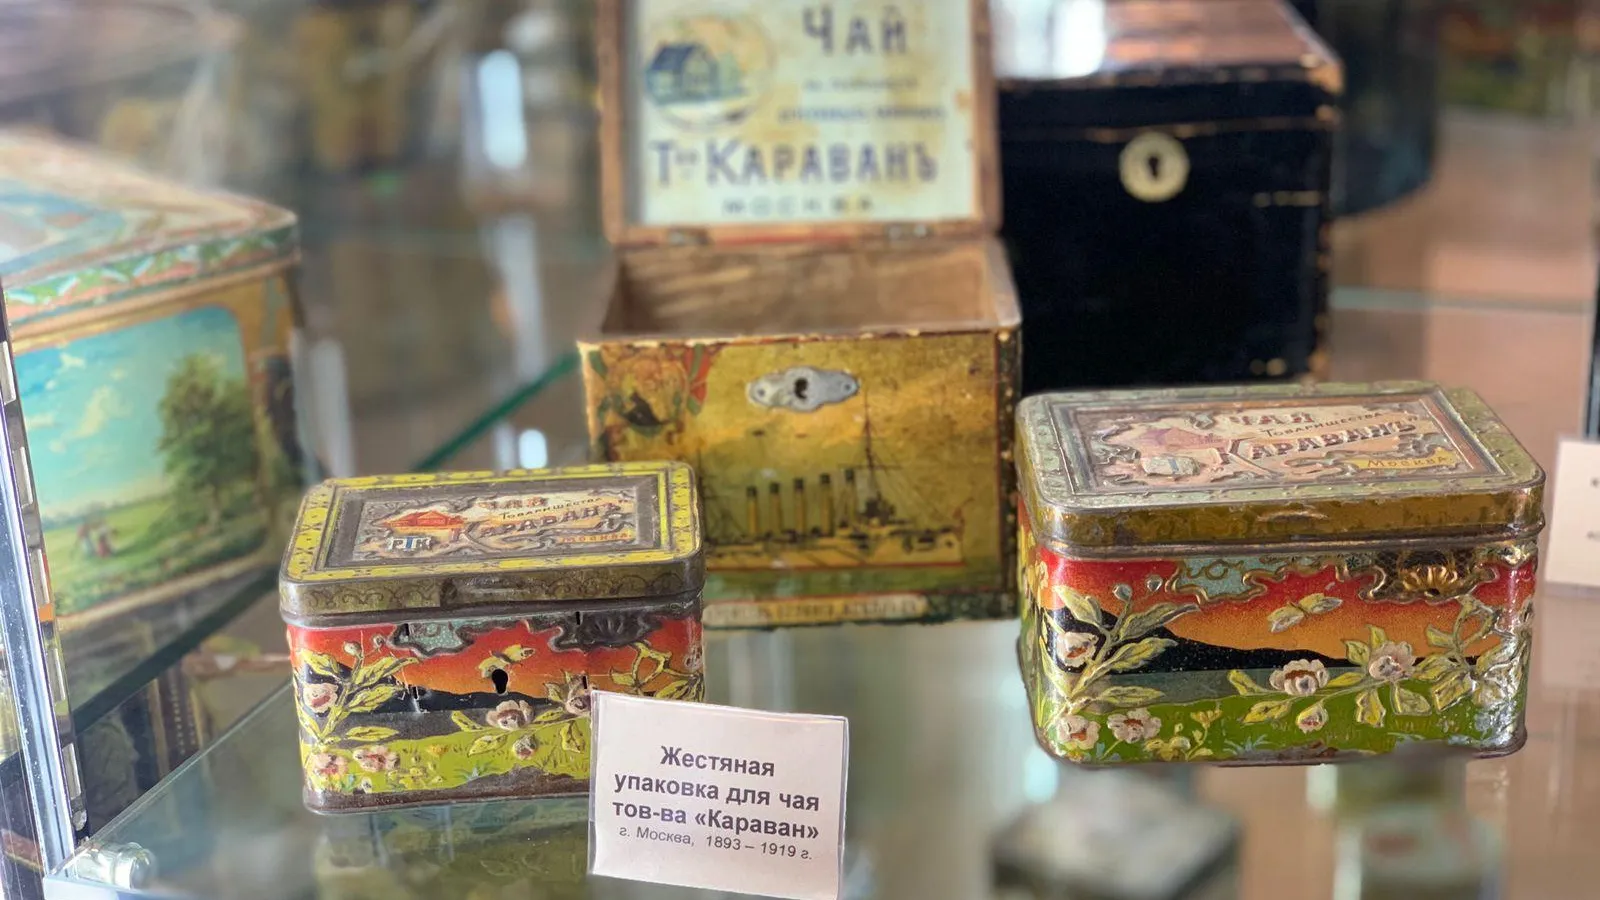 ЧАЙ
Т-ва КАРАВАНЪ
МОСКВА
ЧАЙ
ТОВАРИЩЕСТВА
КАРАВАНЪ
МОСКВА
ЧАЙ
ТОВАРИЩЕСТВА
КАРАВАНЪ
МОСКВА
Жестяная
упаковка для чая
тов-ва «Караван»
г. Москва, 1893 – 1919 г.